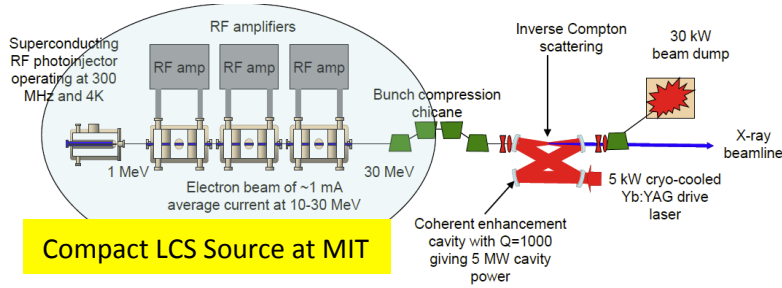 RF amplifiers
Superconducting
RF photoinjector
operating at 300
MHz and 4K
RF amp
RF amp
RF amp
Inverse Compton
scattering
30 kW
beam dump
Bunch compression
chicane
1 MeV
30 MeV
Electron beam of ~1 mA
average current at 10-30 MeV
X-ray
beamline
5 kW cryo-cooled
Yb:YAG drive
laser
Coherent enhancement
cavity with Q=1000
giving 5 MW cavity
power
Compact LCS Source at MIT